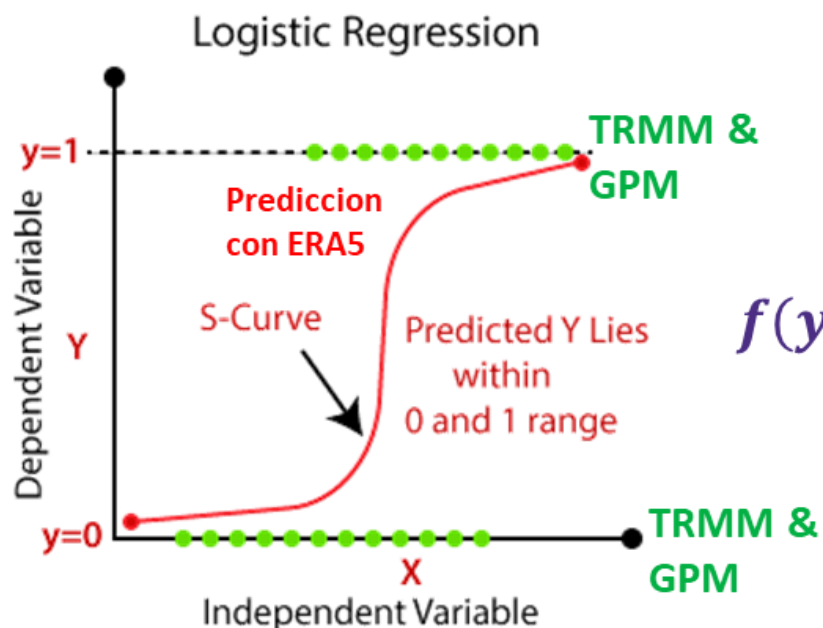 Logistic Regression
y=1
TRMM &
GPM
Prediccion
con ERA5
S-Curve
Predicted Y Lies
within
0 and 1 range
f(y
Dependent Variable
Y
y=0
TRMM &
GPM
X
Independent Variable